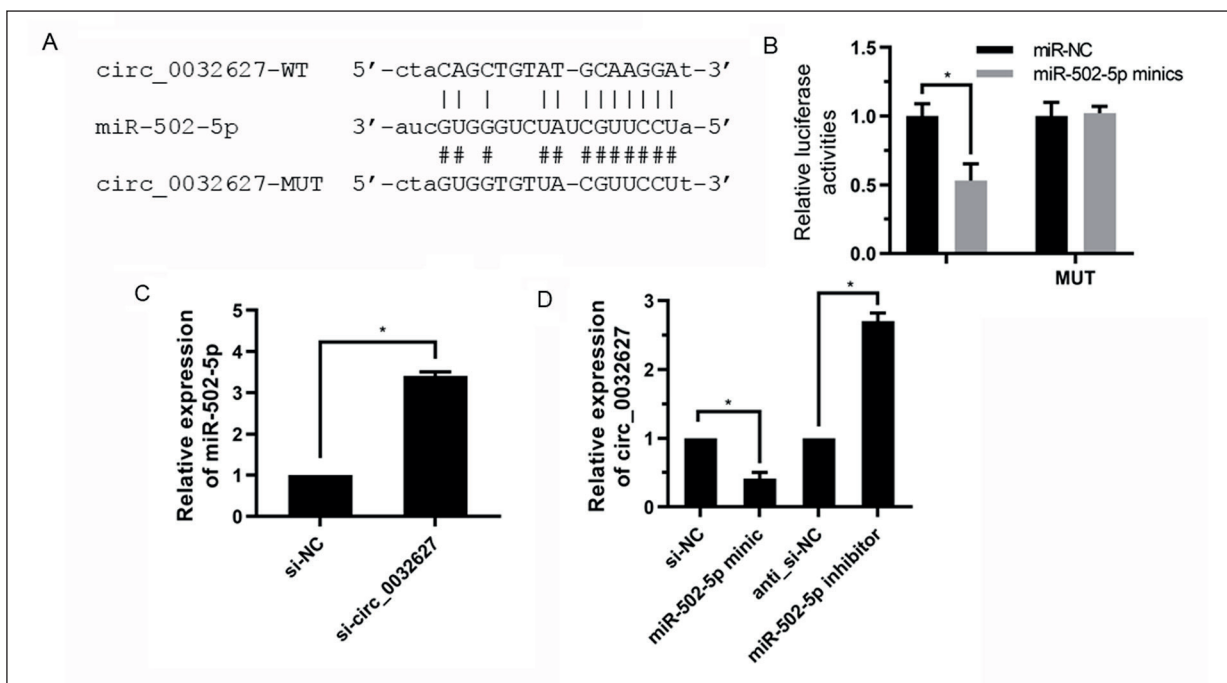 A
circ_0032627-WT 5′-ctaCAGCTGTAT-GCAAGGAt-3′
|| | || |||||||
miR-502-5p 3′-aucGUGGGUCUAUCGUUCCUa-5′
## # ## #######
circ_0032627-MUT 5′-ctaGUGGTGTUA-CGUUCCUt-3′
B
miR-NC
miR-502-5p minics
Relative luciferase
activities
1.5
1.0
0.5
0.0
*
MUT
C
Relative expression
of miR-502-5p
5
4
3
2
1
0
*
si-NC
si-circ_0032627
D
Relative expression
of circ_0032627
3
2
1
0
*
*
si-NC
miR-502-5p minic
anti_si-NC
miR-502-5p inhibitor